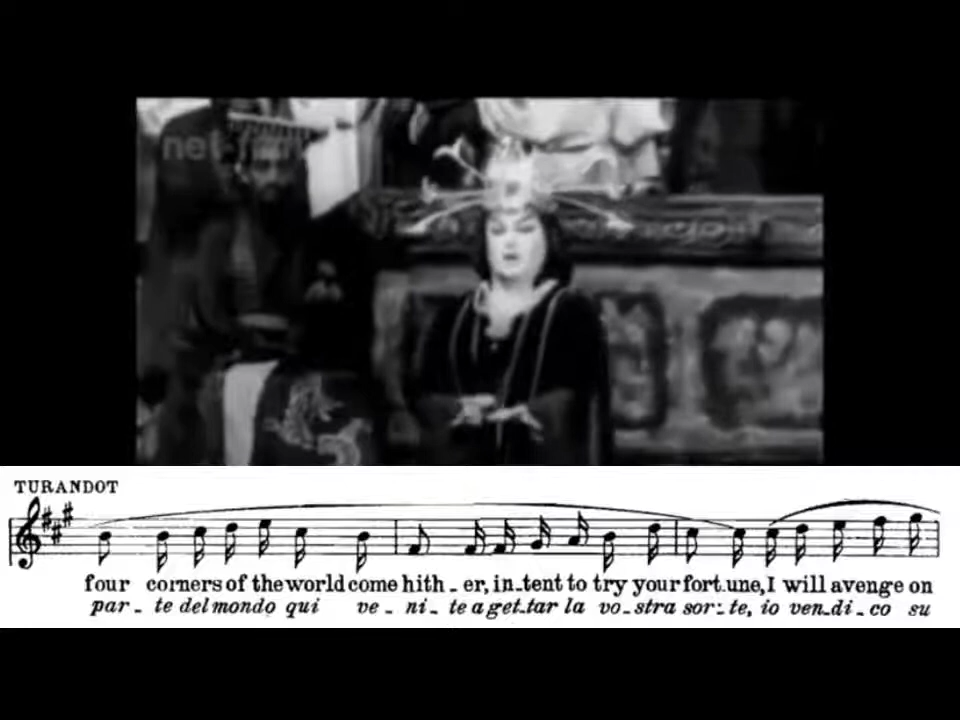 net-film
TURANDOT
four corners of the world come hith - er, in - tent to try your fort - une, I will avenge on
par - te del mondo qui ve - ni - te a get - tar la vo - stra sor - te, io ven - di - co su